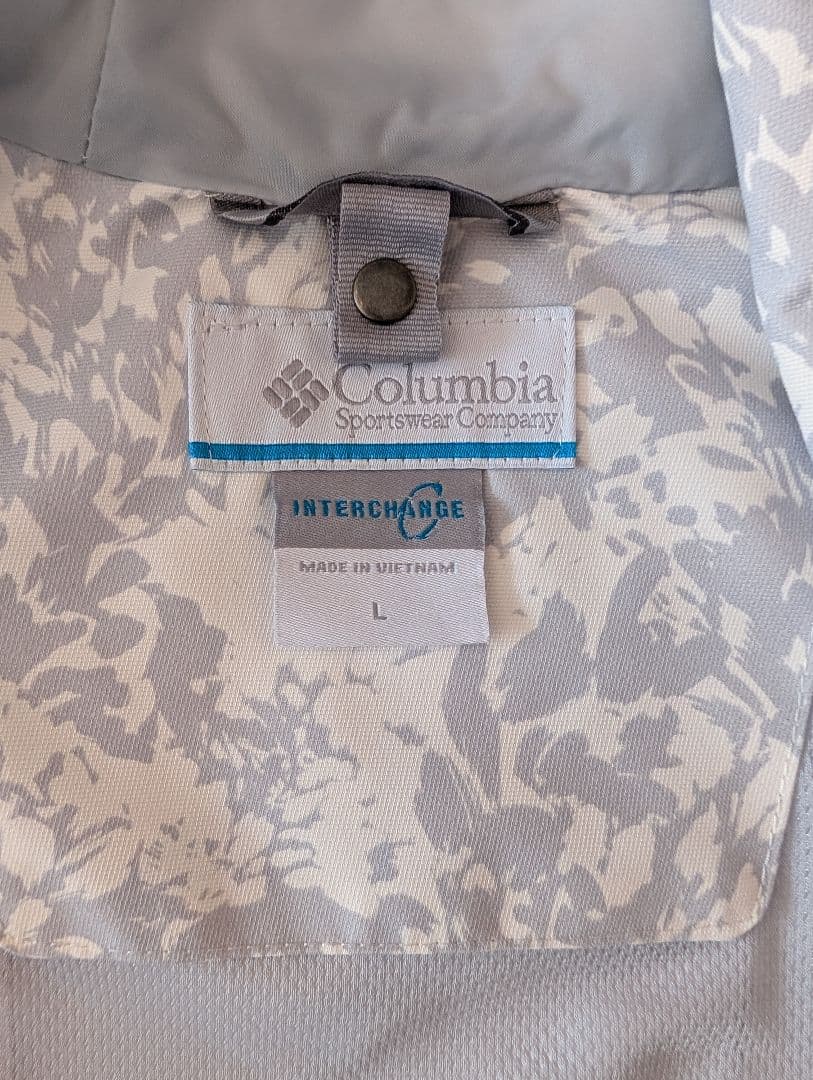 Columbia
Sportswear Company
INTERCHANGE
MADE IN VIETNAM
L